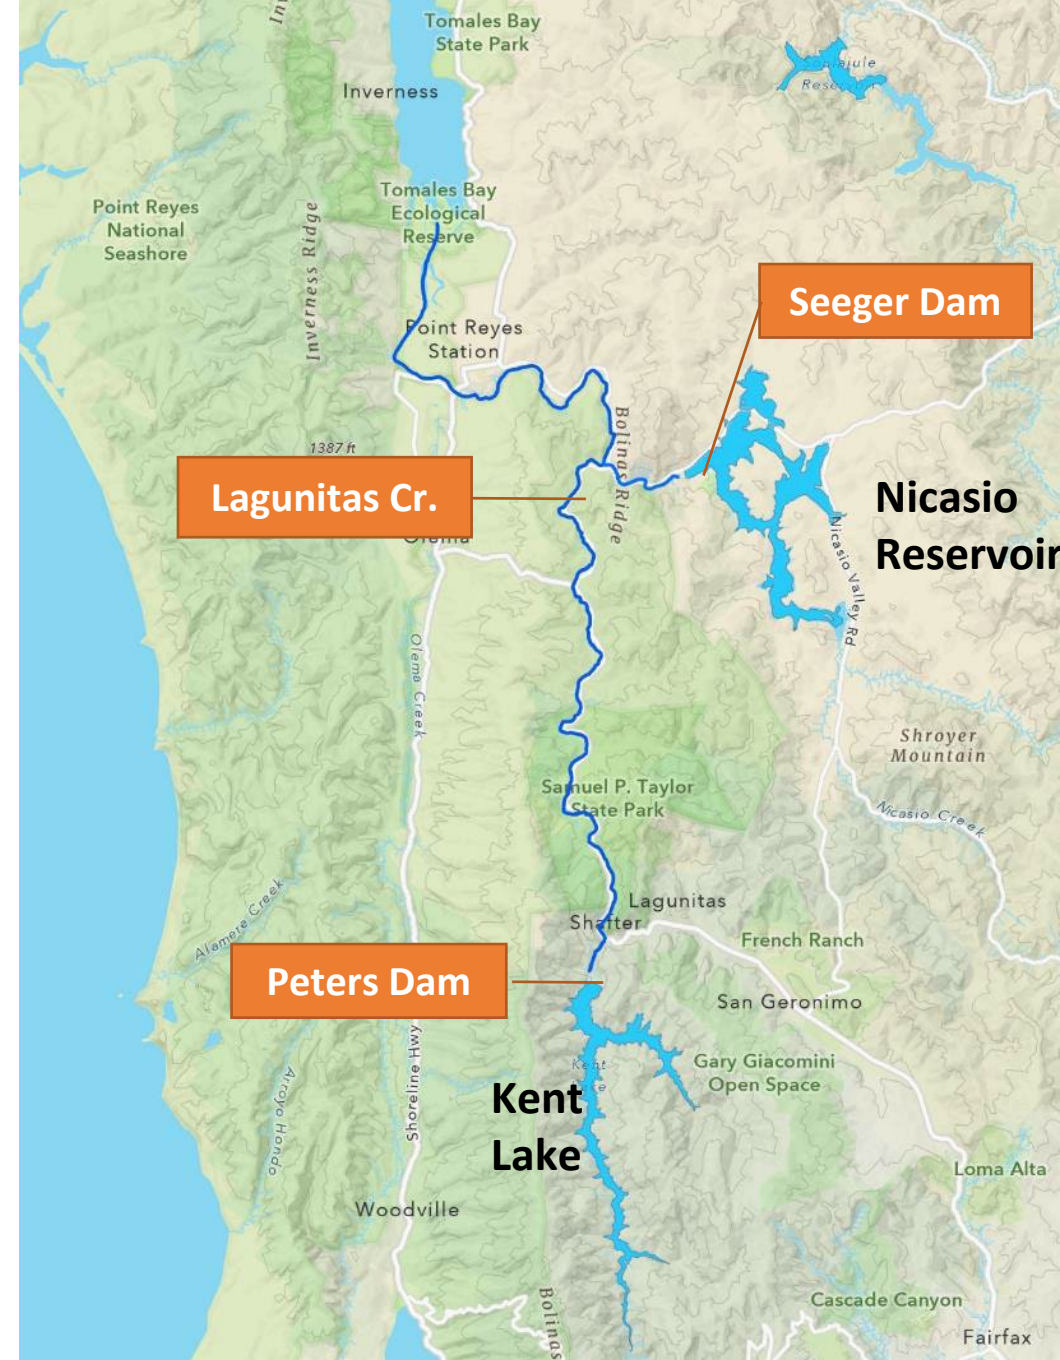 Tomales Bay
State Park
Inverness
Reservoir
Tomales Bay
Ecological
Reserve
Point Reyes
National
Seashore
Inverness Ridge
Seeger Dam
Point Reyes
Station
Bolinas Ridge
1387 ft
Lagunitas Cr.
Nicasio
Reservoir
Nicasio Valley Rd
Olema Creek
Shroyer
Mountain
Samuel P. Taylor
State Park
Nicasio Creek
Alamere Creek
Lagunitas
Shafter
French Ranch
Peters Dam
San Geronimo
Shoreline Hwy
Gary Giacomini
Open Space
Kent
Kent
Lake
Arroyo Hondo
Loma Alta
Woodville
Cascade Canyon
Bolinas
Fairfax